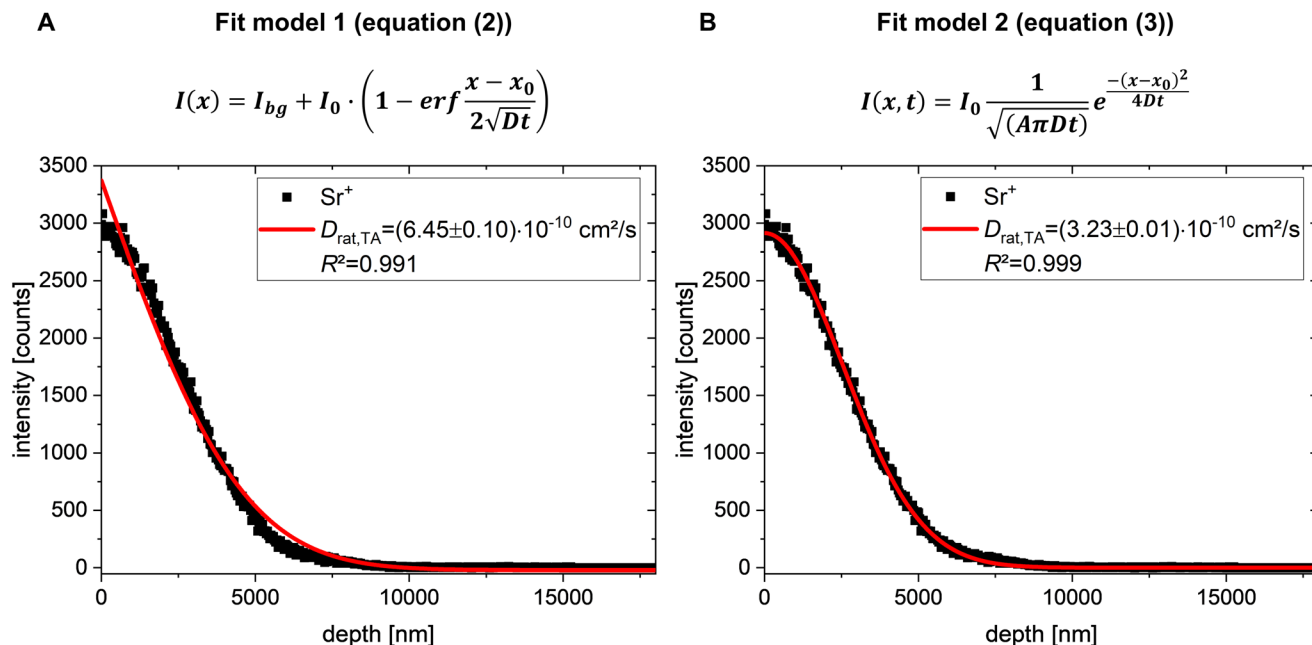 A Fit model 1 (equation (2))
I(x) = I_bg + I_0 · (1 − erf (x − x_0)/(2√(Dt)))
3500
3000
2500
2000
1500
1000
500
0
intensity [counts]
Sr⁺
D_rat,TA=(6.45±0.10)·10⁻¹⁰ cm²/s
R²=0.991
0 5000 10000 15000
depth [nm]
B Fit model 2 (equation (3))
I(x, t) = I_0 1/√((AπDt)) e^(−(x−x_0)²/4Dt)
3500
3000
2500
2000
1500
1000
500
0
intensity [counts]
Sr⁺
D_rat,TA=(3.23±0.01)·10⁻¹⁰ cm²/s
R²=0.999
0 5000 10000 15000
depth [nm]